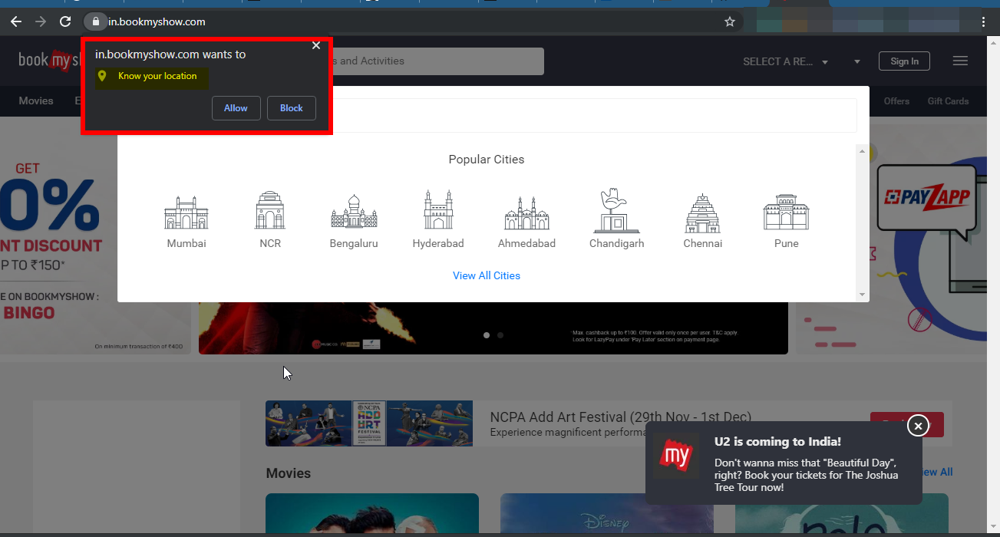 in.bookmyshow.com
in.bookmyshow.com wants to
Know your location
Allow
Block
book my
s and Activities
SELECT A RE...
Sign In
Movies
Offers
Gift Cards
Popular Cities
Mumbai
NCR
Bengaluru
Hyderabad
Ahmedabad
Chandigarh
Chennai
Pune
View All Cities
GET
0%
NT DISCOUNT
P TO ₹150*
E ON BOOKMYSHOW :
BINGO
On minimum transaction of ₹400
PAYZAPP
*Max. cashback up to ₹100. Offer valid only once per user. T&C apply.
Look for LazyPay under 'Pay Later' section on payment page.
NCPA
ADD
ART
FESTIVAL
NCPA Add Art Festival (29th Nov - 1st Dec)
Experience magnificent performa
Movies
View All
my
U2 is coming to India!
Don't wanna miss that "Beautiful Day",
right? Book your tickets for The Joshua
Tree Tour now!
DISNEY